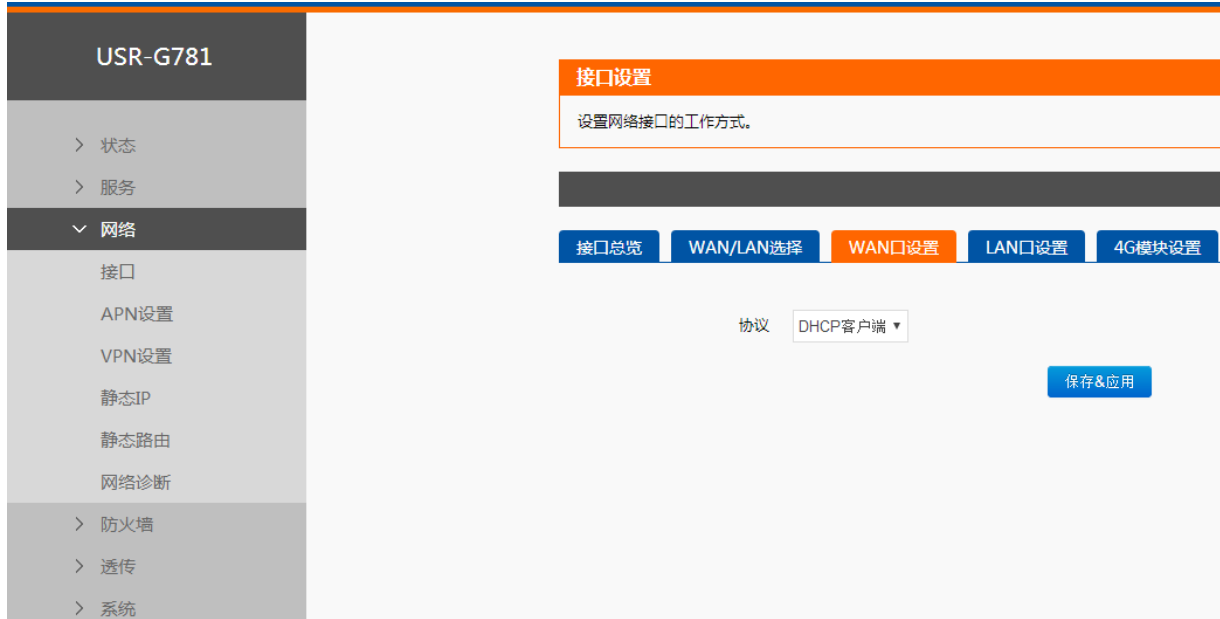 USR-G781
状态
服务
网络
接口
APN设置
VPN设置
静态IP
静态路由
网络诊断
防火墙
透传
系统
接口设置
设置网络接口的工作方式。
接口总览 WAN/LAN选择 WAN口设置 LAN口设置 4G模块设置
协议 DHCP客户端
保存&应用